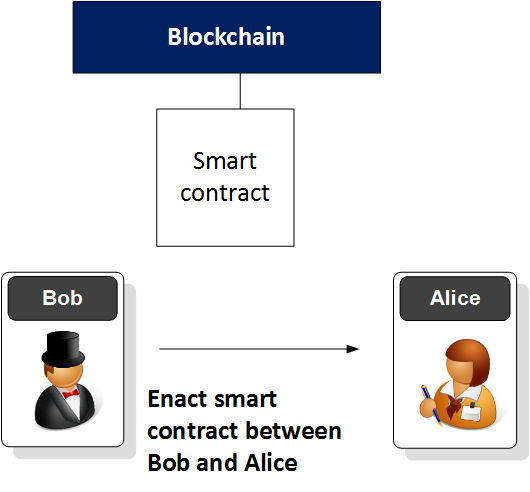 Blockchain
Smart
contract
Bob
Alice
Enact smart
contract between
Bob and Alice